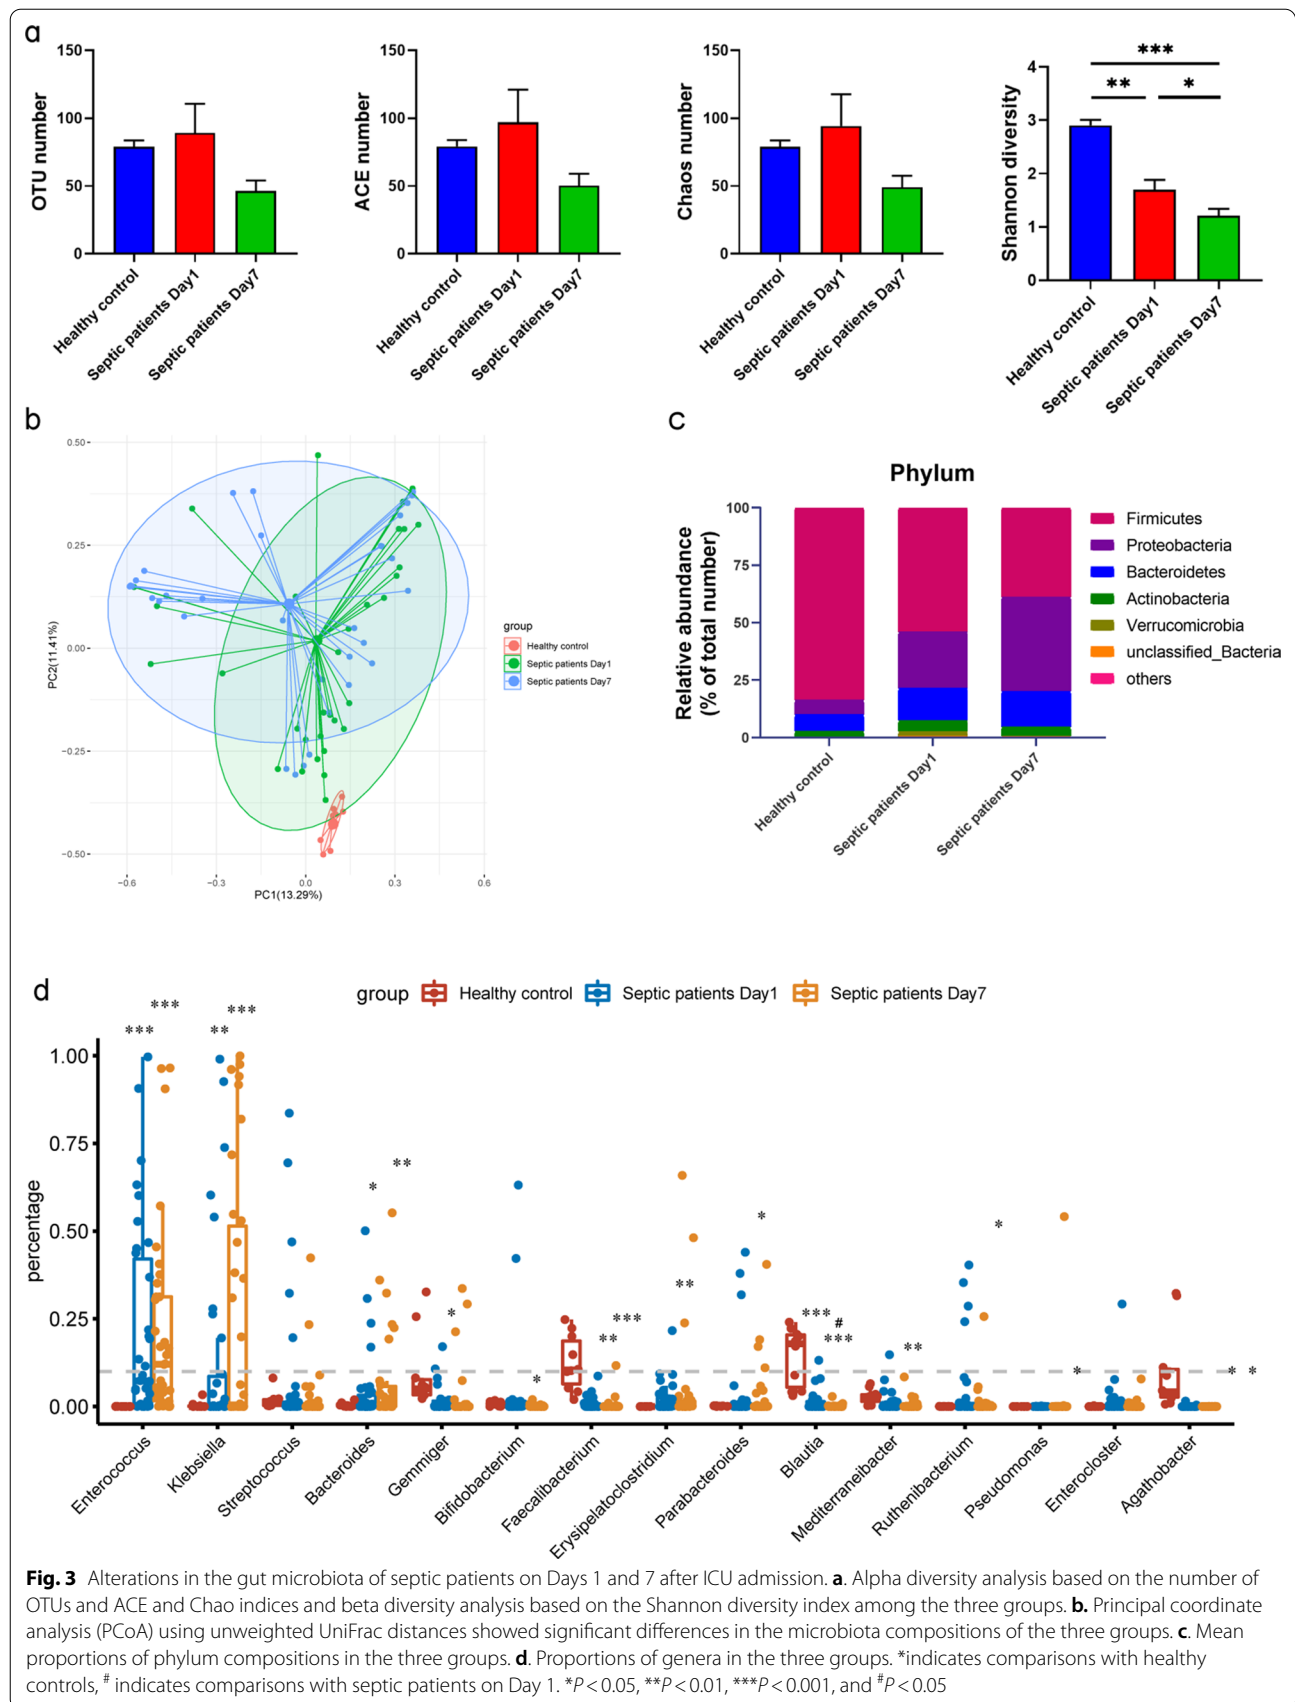 a
150
100
50
0
OTU number
Healthy control
Septic patients Day1
Septic patients Day7
150
100
50
0
ACE number
Healthy control
Septic patients Day1
Septic patients Day7
150
100
50
0
Chaos number
Healthy control
Septic patients Day1
Septic patients Day7
***
** *
4
3
2
1
0
Shannon diversity
Healthy control
Septic patients Day1
Septic patients Day7
b
0.50
0.25
0.00
−0.25
−0.50
PC2(11.41%)
−0.6 −0.3 0.0 0.3 0.6
PC1(13.29%)
group
Healthy control
Septic patients Day1
Septic patients Day7
c
Phylum
100
75
50
25
0
Relative abundance
(% of total number)
Healthy control
Septic patients Day1
Septic patients Day7
Firmicutes
Proteobacteria
Bacteroidetes
Actinobacteria
Verrucomicrobia
unclassified_Bacteria
others
d
group Healthy control Septic patients Day1 Septic patients Day7
*** *** ** ***
* ** * * ** *** ** * *** # *** ** * * * *
1.00
0.75
0.50
0.25
0.00
percentage
Enterococcus
Klebsiella
Streptococcus
Bacteroides
Gemmiger
Bifidobacterium
Faecalibacterium
Erysipelatoclostridium
Parabacteroides
Blautia
Mediterraneibacter
Ruthenibacterium
Pseudomonas
Enterocloster
Agathobacter
Fig. 3 Alterations in the gut microbiota of septic patients on Days 1 and 7 after ICU admission. a. Alpha diversity analysis based on the number of
OTUs and ACE and Chao indices and beta diversity analysis based on the Shannon diversity index among the three groups. b. Principal coordinate
analysis (PCoA) using unweighted UniFrac distances showed significant differences in the microbiota compositions of the three groups. c. Mean
proportions of phylum compositions in the three groups. d. Proportions of genera in the three groups. *indicates comparisons with healthy
controls, # indicates comparisons with septic patients on Day 1. *P < 0.05, **P < 0.01, ***P < 0.001, and #P < 0.05